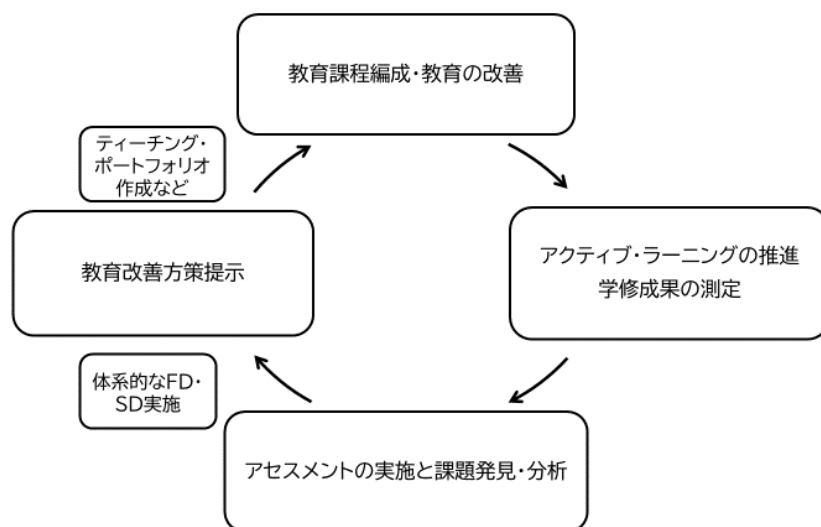 教育課程編成・教育の改善
ティーチング・
ポートフォリオ
作成など
教育改善方策提示
アクティブ・ラーニングの推進
学修成果の測定
体系的なFD・
SD実施
アセスメントの実施と課題発見・分析